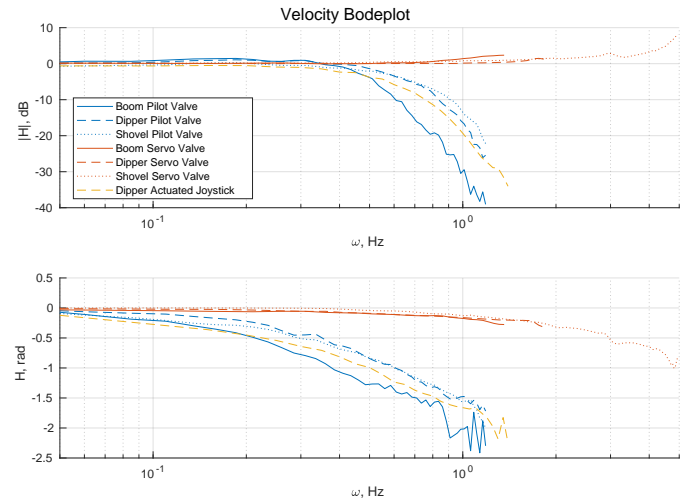 Velocity Bodeplot
10
0
-10
-20
-30
-40
|H|, dB
Boom Pilot Valve
Dipper Pilot Valve
Shovel Pilot Valve
Boom Servo Valve
Dipper Servo Valve
Shovel Servo Valve
Dipper Actuated Joystick
10⁻¹
10⁰
ω, Hz
0.5
0
-0.5
-1
-1.5
-2
-2.5
H, rad
10⁻¹
10⁰
ω, Hz